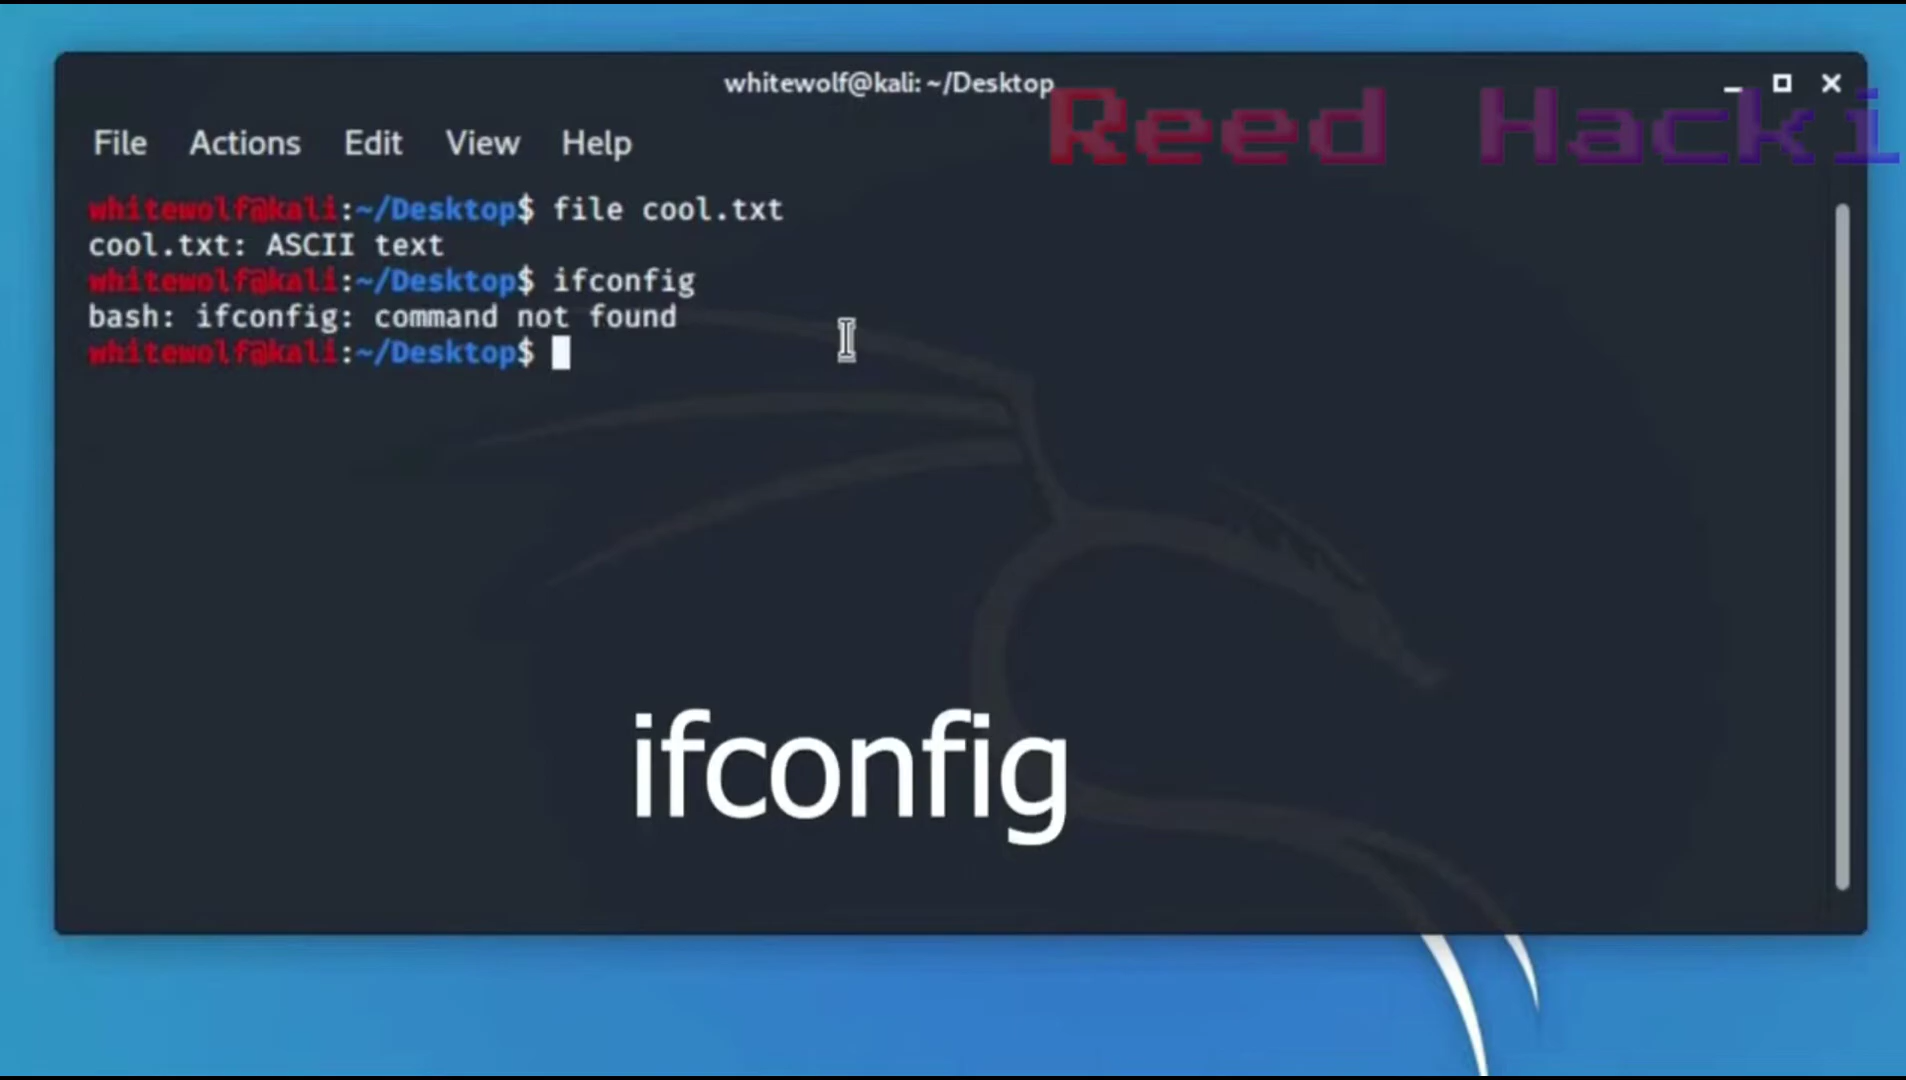 whitewolf@kali: ~/Desktop
Reed Hacki
File Actions Edit View Help
whitewolf@kali:~/Desktop$ file cool.txt
cool.txt: ASCII text
whitewolf@kali:~/Desktop$ ifconfig
bash: ifconfig: command not found
whitewolf@kali:~/Desktop$
ifconfig